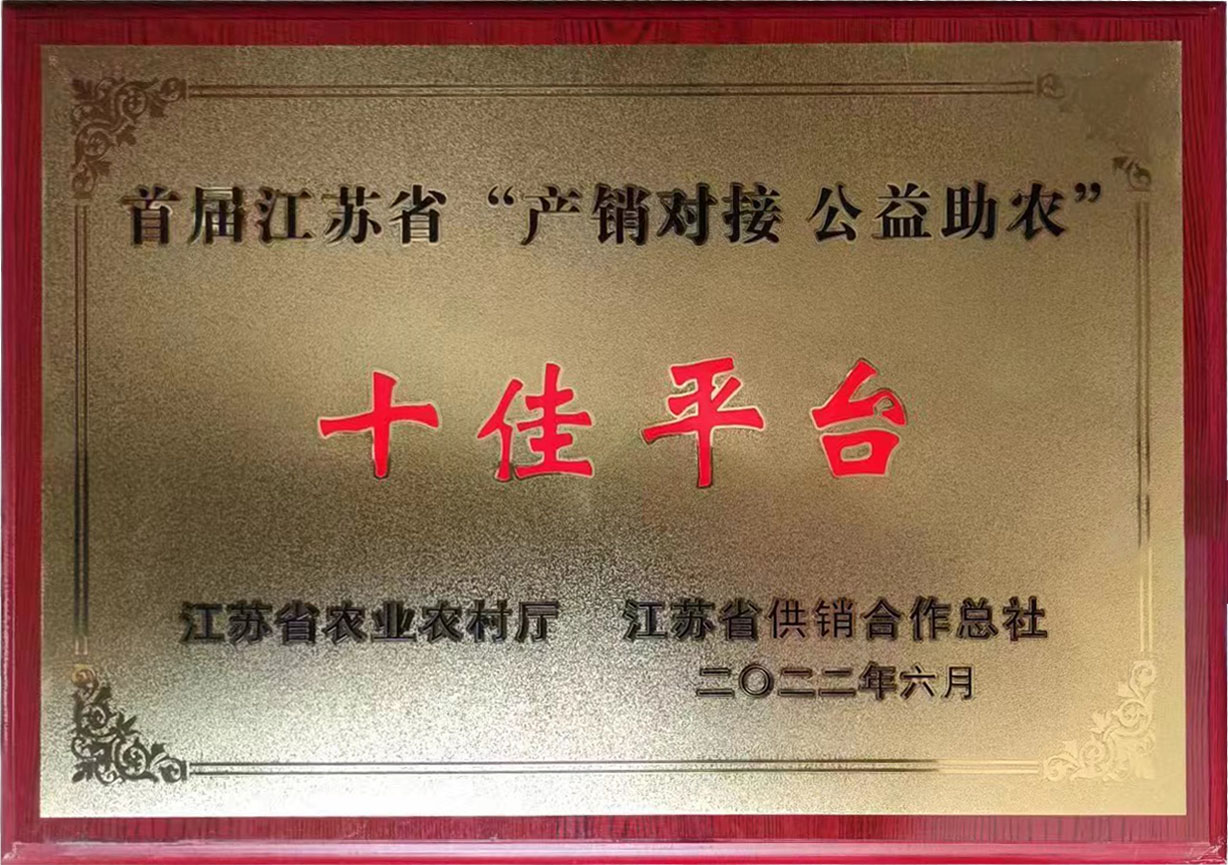 首届江苏省“产销对接 公益助农”
十佳平台
江苏省农业农村厅 江苏省供销合作总社
二〇二二年六月